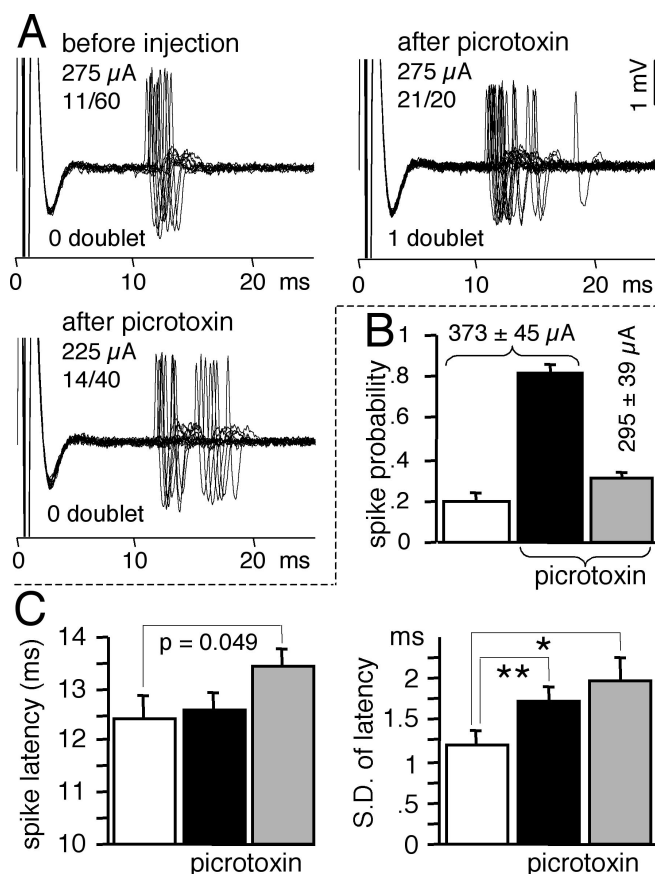 A
before injection
275 µA
11/60
0 doublet
0 10 20 ms
after picrotoxin
275 µA
21/20
1 mV
1 doublet
0 10 20 ms
after picrotoxin
225 µA
14/40
0 doublet
0 10 20 ms
B
373 ± 45 µA
295 ± 39 µA
spike probability
1
.8
.6
.4
.2
0
picrotoxin
C
spike latency (ms)
14
13
12
11
10
p = 0.049
picrotoxin
ms
S.D. of latency
2
1.5
1
.5
0
*
**
picrotoxin